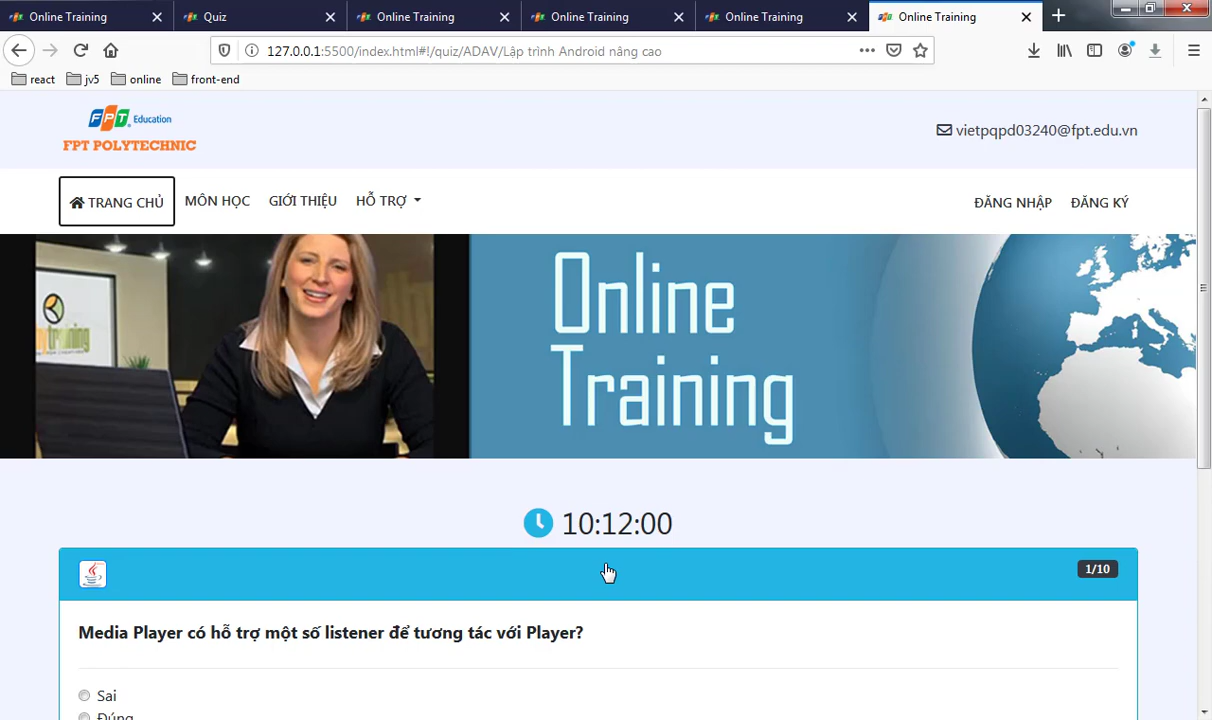 Online Training
Quiz
Online Training
Online Training
Online Training
Online Training
127.0.0.1:5500/index.html#!/quiz/ADAV/Lập trình Android nâng cao
react
jv5
online
front-end
FPT Education
FPT POLYTECHNIC
vietpqpd03240@fpt.edu.vn
TRANG CHỦ
MÔN HỌC
GIỚI THIỆU
HỖ TRỢ
ĐĂNG NHẬP
ĐĂNG KÝ
Online
Training
10:12:00
1/10
Media Player có hỗ trợ một số listener để tương tác với Player?
Sai
Đúng